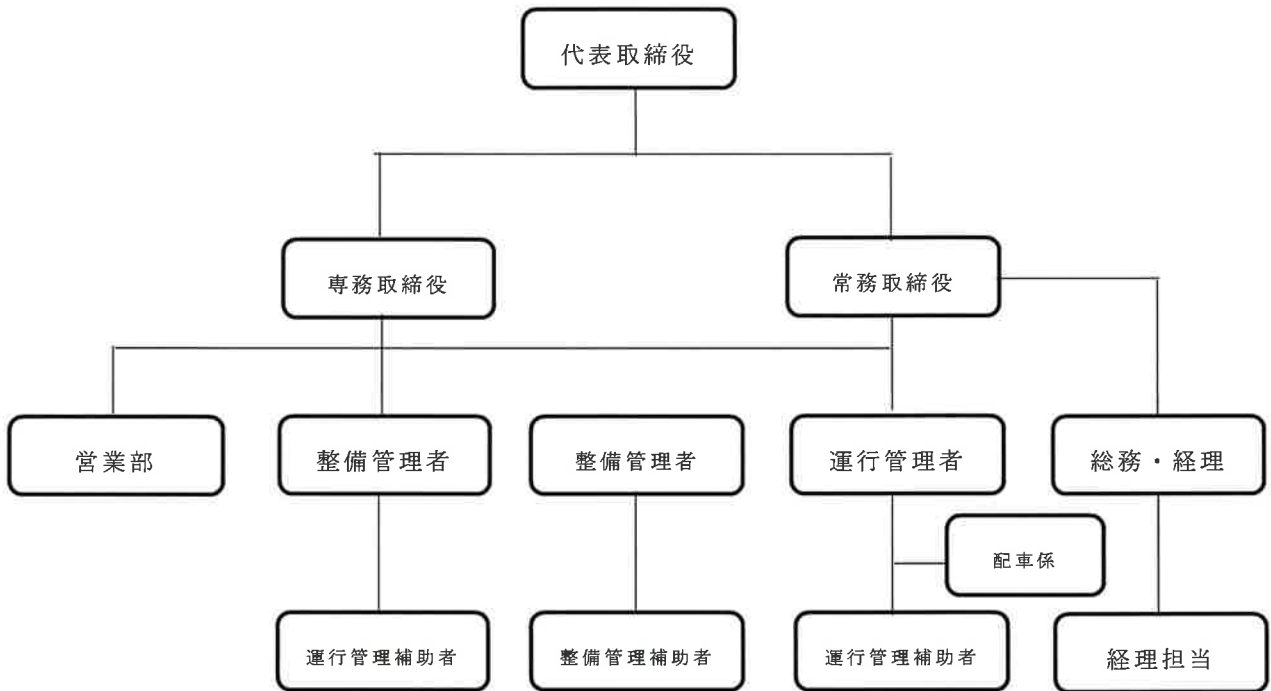 代表取締役
専務取締役
常務取締役
営業部
整備管理者
整備管理者
運行管理者
総務・経理
配車係
運行管理補助者
整備管理補助者
運行管理補助者
経理担当